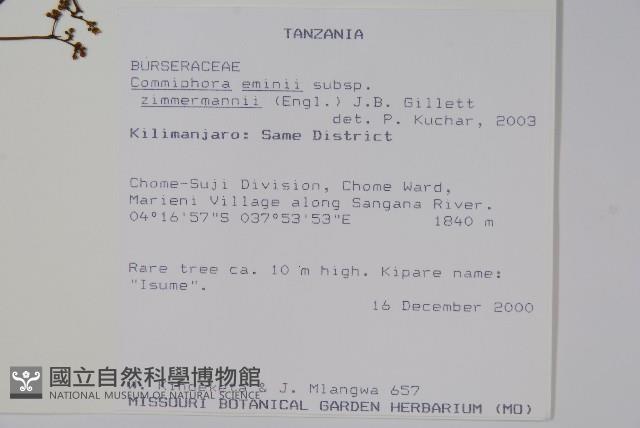 TANZANIA
BURSERACEAE
Commiphora eminii subsp.
zimmermannii (Engl.) J.B. Gillett
det. P. Kuchar, 2003
Kilimanjaro: Same District
Chome-Suji Division, Chome Ward,
Marieni Village along Sangana River.
04°16'57"S 037°53'53"E 1840 m
Rare tree ca. 10 m high. Kipare name:
"Isume".
16 December 2000
& J. Mlangwa 657
MISSOURI BOTANICAL GARDEN HERBARIUM (MO)
國立自然科學博物館
NATIONAL MUSEUM OF NATURAL SCIENCE